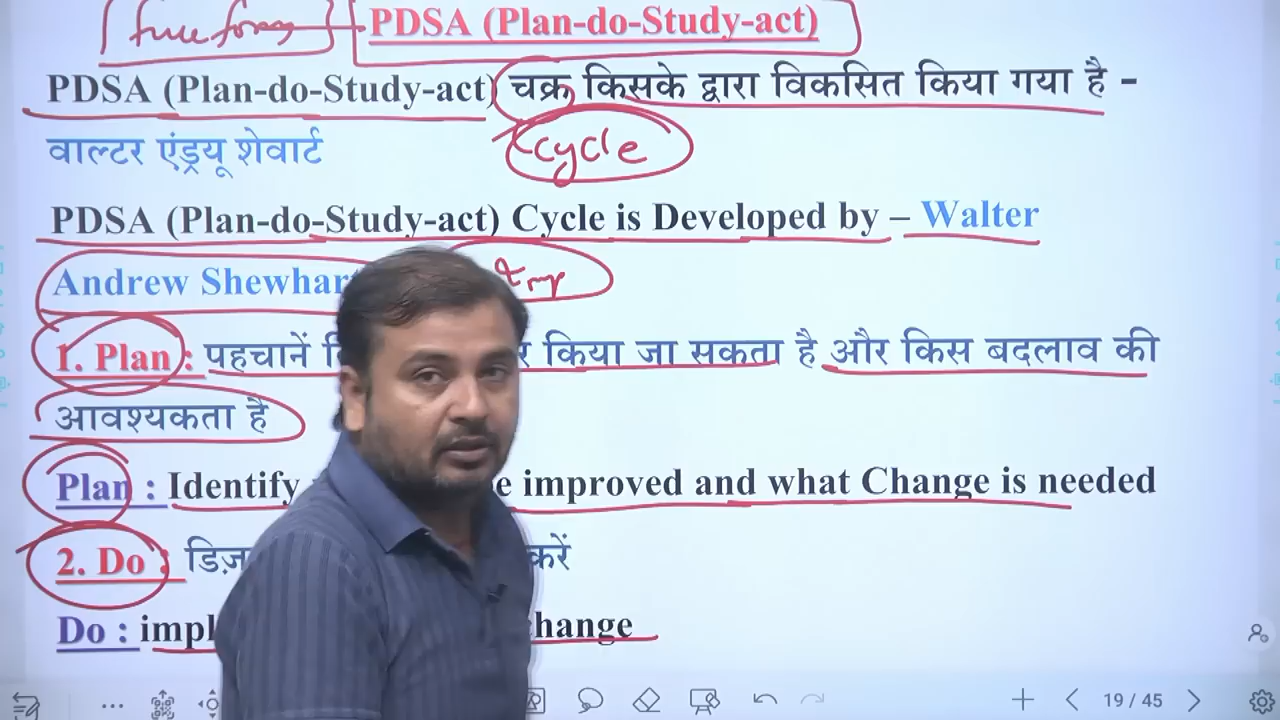 full form PDSA (Plan-do-Study-act)
PDSA (Plan-do-Study-act) चक्र किसके द्वारा विकसित किया गया है -
वाल्टर एंड्रयू शेवार्ट
cycle
PDSA (Plan-do-Study-act) Cycle is Developed by – Walter
Andrew Shewhar
1. Plan : पहचानें किया जा सकता है और किस बदलाव की
आवश्यकता है
Plan : Identify improved and what Change is needed
2. Do : करें
Do :
19 / 45